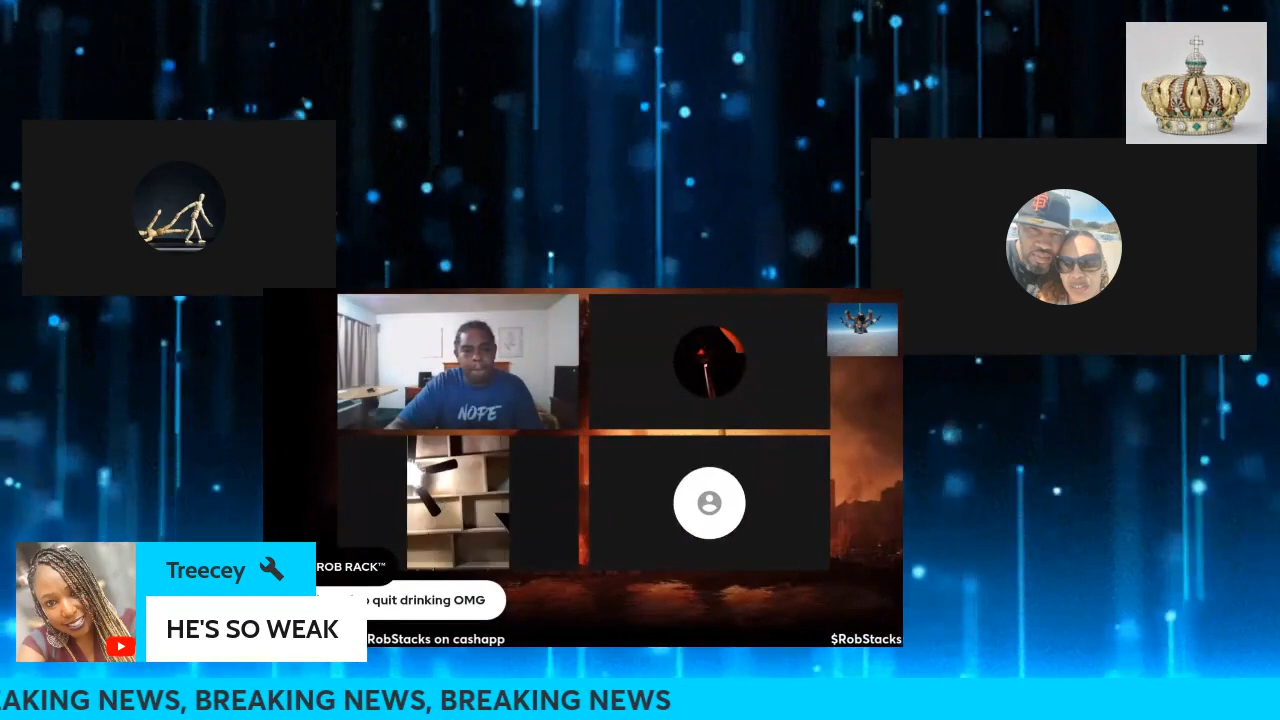 NOPE
ROB RACK™
quit drinking OMG
RobStacks on cashapp
$RobStacks
Treecey
HE'S SO WEAK
EAKING NEWS, BREAKING NEWS, BREAKING NEWS